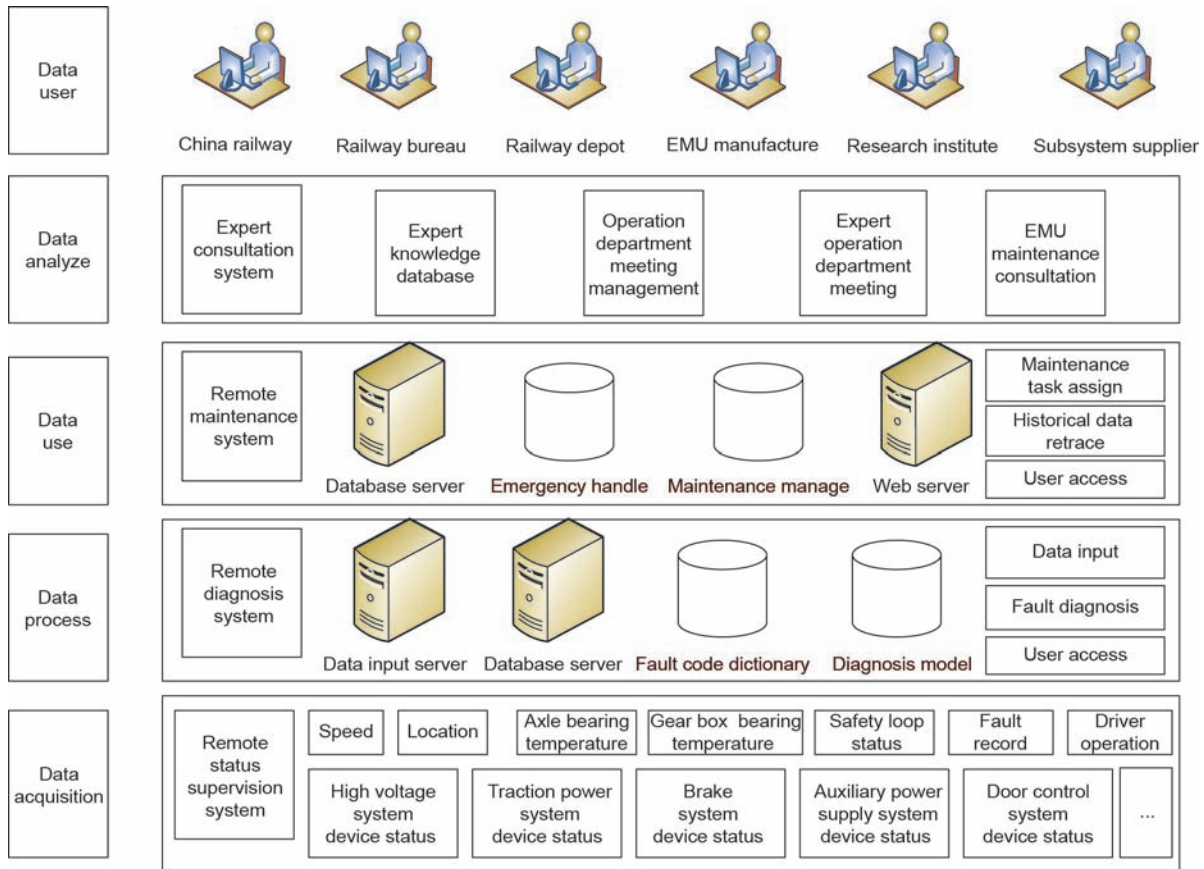 Data
user
China railway
Railway bureau
Railway depot
EMU manufacture
Research institute
Subsystem supplier
Data
analyze
Expert
consultation
system
Expert
knowledge
database
Operation
department
meeting
management
Expert
operation
department
meeting
EMU
maintenance
consultation
Data
use
Remote
maintenance
system
Database server
Emergency handle
Maintenance manage
Web server
Maintenance
task assign
Historical data
retrace
User access
Data
process
Remote
diagnosis
system
Data input server
Database server
Fault code dictionary
Diagnosis model
Data input
Fault diagnosis
User access
Data
acquisition
Remote
status
supervision
system
Speed
Location
Axle bearing
temperature
Gear box bearing
temperature
Safety loop
status
Fault
record
Driver
operation
High voltage
system
device status
Traction power
system
device status
Brake
system
device status
Auxiliary power
supply system
device status
Door control
system
device status
...